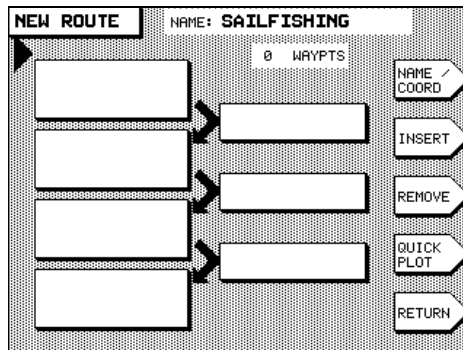 NEW ROUTE
NAME: SAILFISHING
0 WAYPTS
NAME /
COORD
INSERT
REMOVE
QUICK
PLOT
RETURN